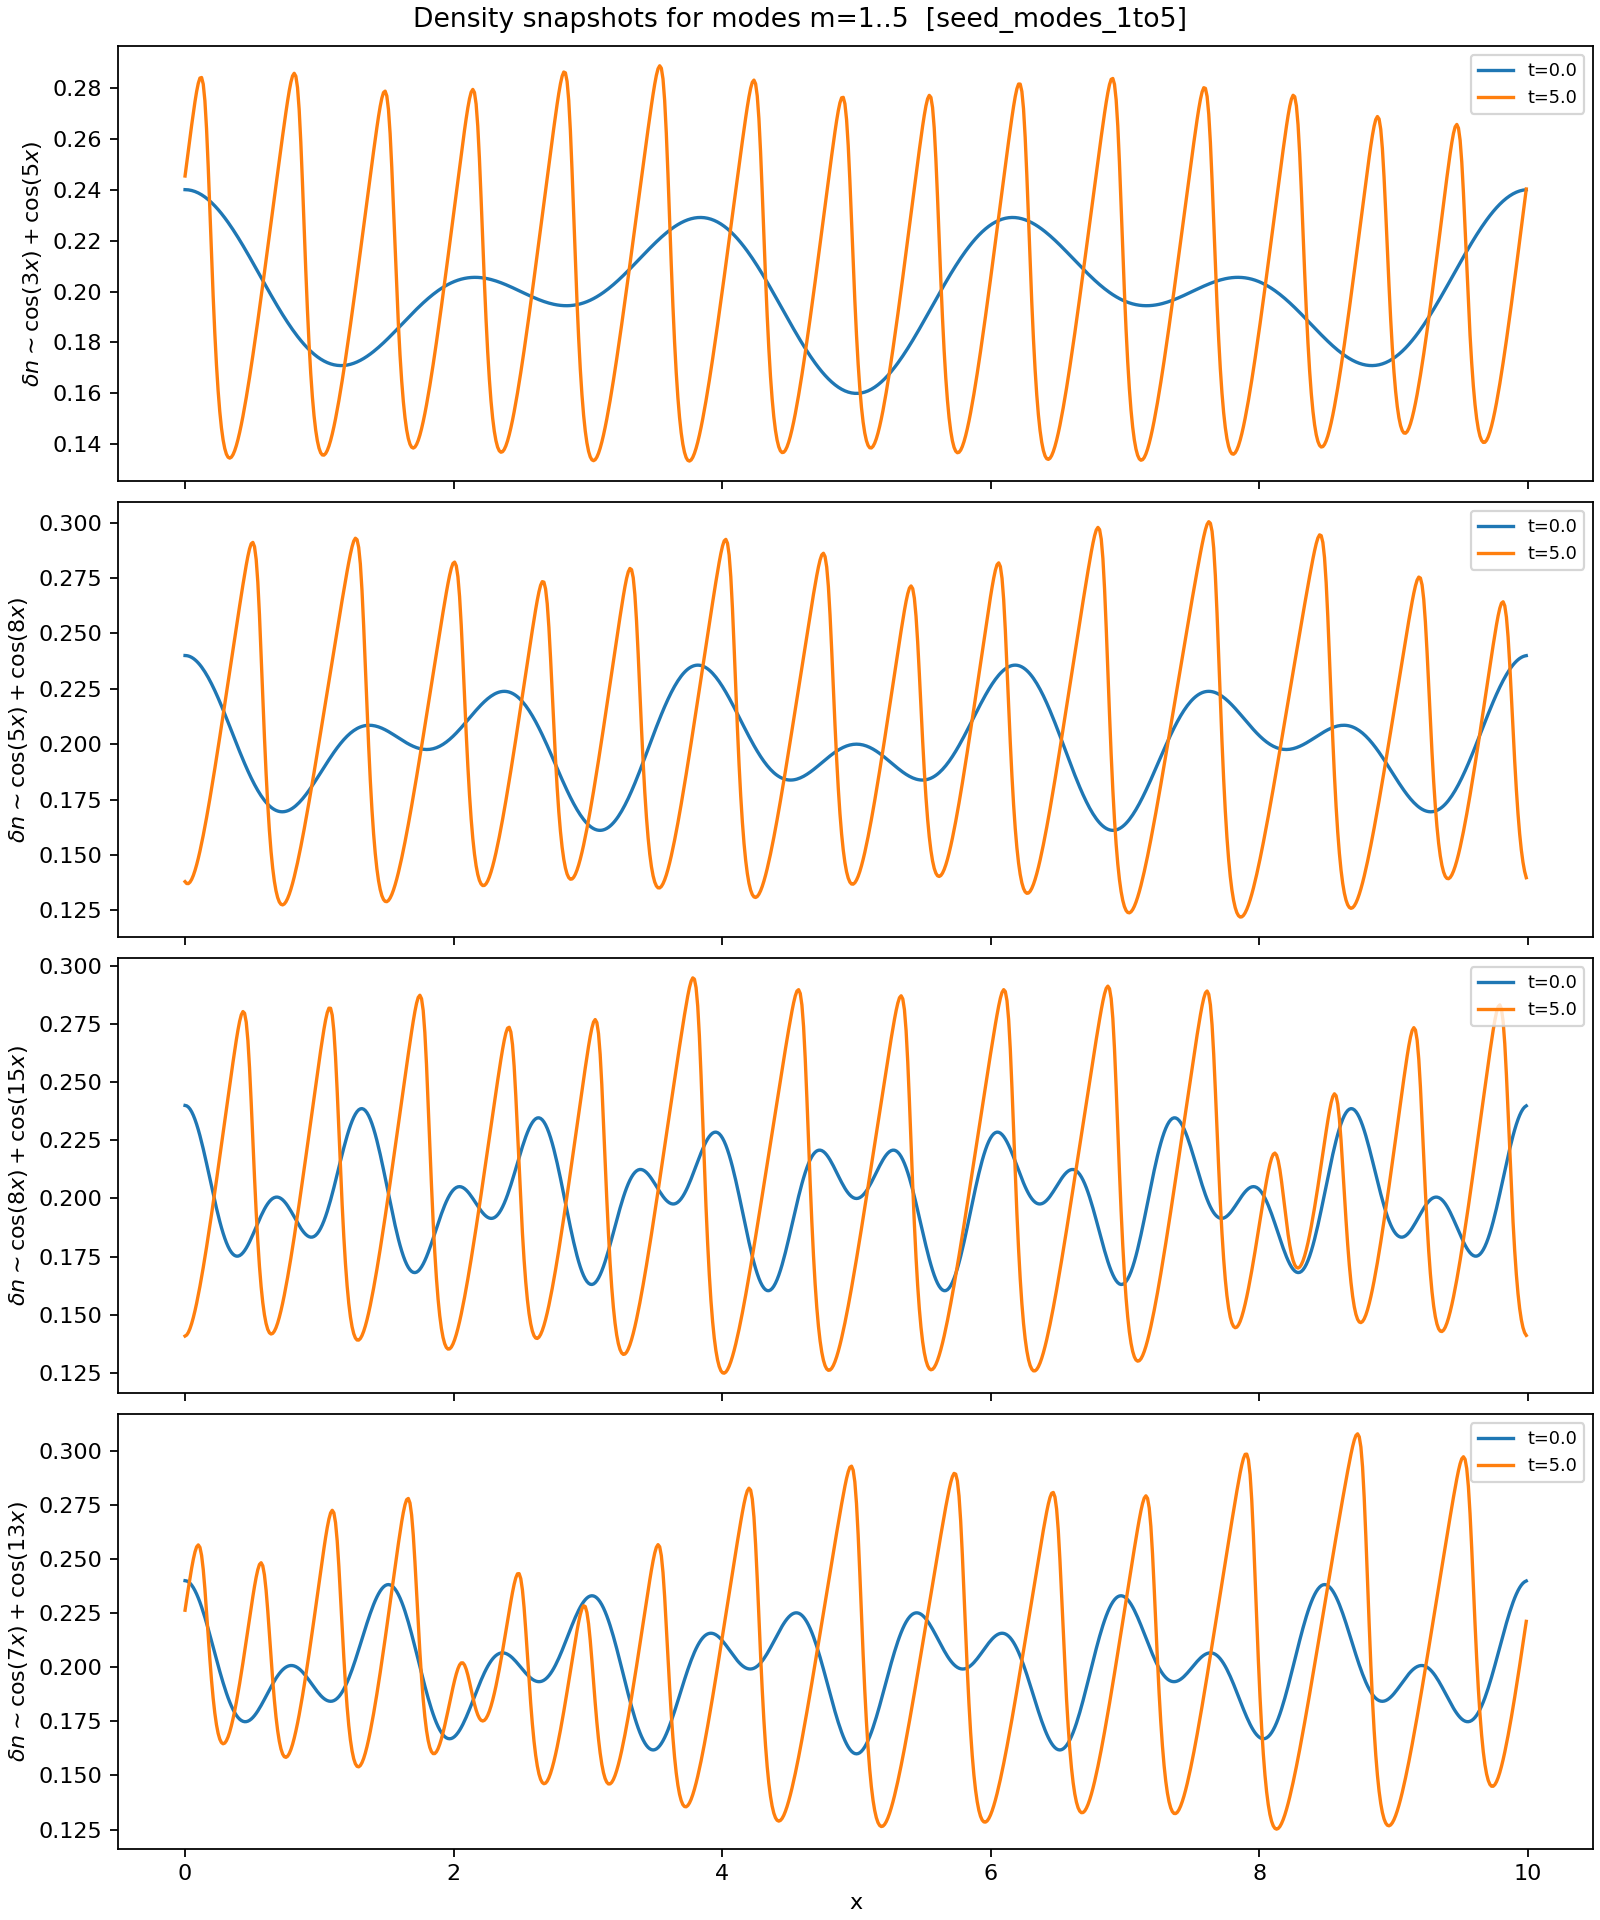 Density snapshots for modes m=1..5 [seed_modes_1to5]
δn ~ cos(3x) + cos(5x)
0.28
0.26
0.24
0.22
0.20
0.18
0.16
0.14
t=0.0
t=5.0
δn ~ cos(5x) + cos(8x)
0.300
0.275
0.250
0.225
0.200
0.175
0.150
0.125
t=0.0
t=5.0
δn ~ cos(8x) + cos(15x)
0.300
0.275
0.250
0.225
0.200
0.175
0.150
0.125
t=0.0
t=5.0
δn ~ cos(7x) + cos(13x)
0.300
0.275
0.250
0.225
0.200
0.175
0.150
0.125
t=0.0
t=5.0
0 2 4 6 8 10
x